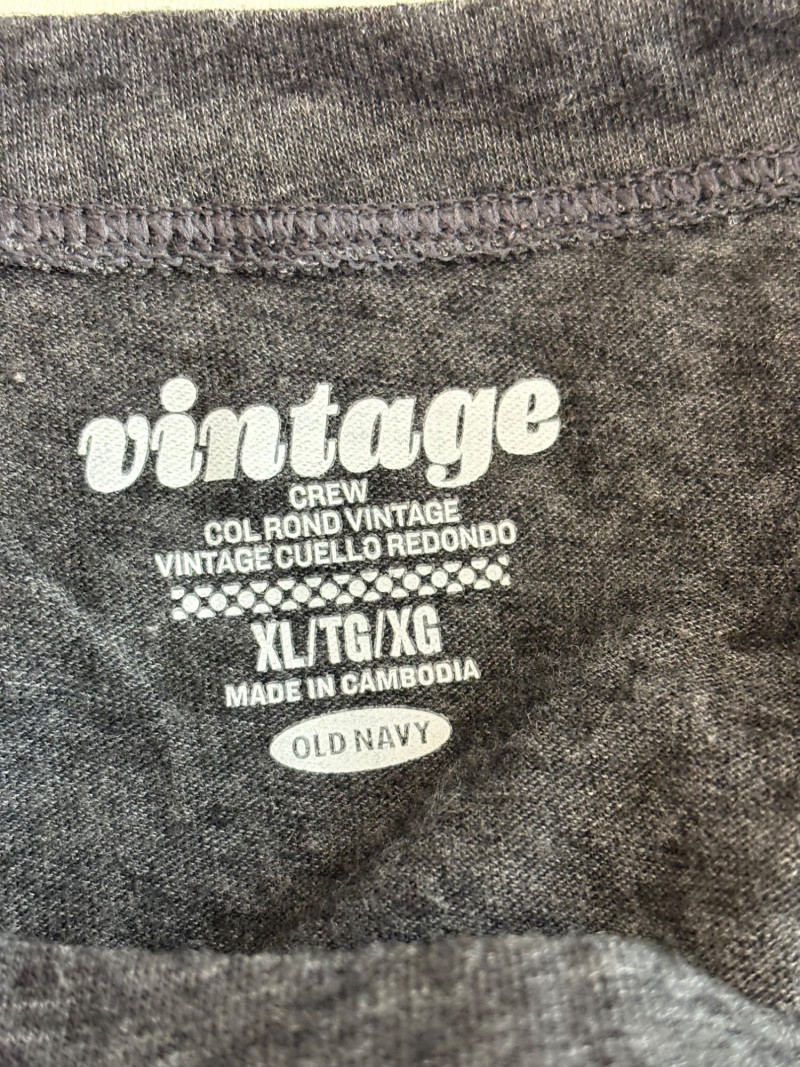 vintage
CREW
COL ROND VINTAGE
VINTAGE CUELLO REDONDO
XL/TG/XG
MADE IN CAMBODIA
OLD NAVY